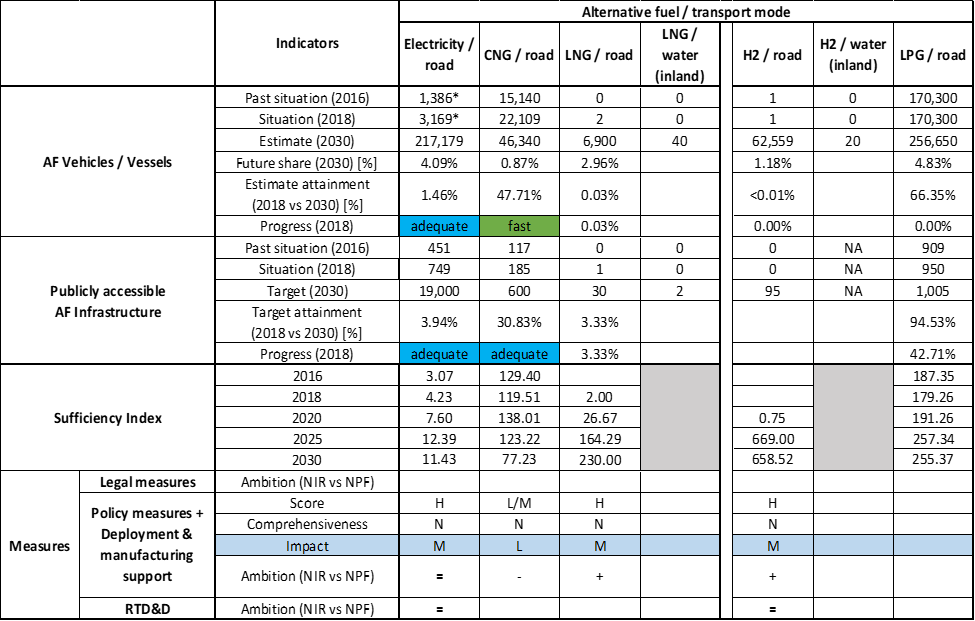 Alternative fuel / transport mode
Indicators
Electricity / road
CNG / road
LNG / road
LNG / water (inland)
H2 / road
H2 / water (inland)
LPG / road
AF Vehicles / Vessels
Past situation (2016) 1,386* 15,140 0 0 1 0 170,300
Situation (2018) 3,169* 22,109 2 0 1 0 170,300
Estimate (2030) 217,179 46,340 6,900 40 62,559 20 256,650
Future share (2030) [%] 4.09% 0.87% 2.96% 1.18% 4.83%
Estimate attainment
(2018 vs 2030) [%] 1.46% 47.71% 0.03% <0.01% 66.35%
Progress (2018) adequate fast 0.03% 0.00% 0.00%
Publicly accessible
AF Infrastructure
Past situation (2016) 451 117 0 0 0 NA 909
Situation (2018) 749 185 1 0 0 NA 950
Target (2030) 19,000 600 30 2 95 NA 1,005
Target attainment
(2018 vs 2030) [%] 3.94% 30.83% 3.33% 94.53%
Progress (2018) adequate adequate 3.33% 42.71%
Sufficiency Index
2016 3.07 129.40 187.35
2018 4.23 119.51 2.00 179.26
2020 7.60 138.01 26.67 0.75 191.26
2025 12.39 123.22 164.29 669.00 257.34
2030 11.43 77.23 230.00 658.52 255.37
Measures
Legal measures Ambition (NIR vs NPF)
Policy measures +
Deployment &
manufacturing
support
Score H L/M H H
Comprehensiveness N N N N
Impact M L M M
Ambition (NIR vs NPF) = - + +
RTD&D Ambition (NIR vs NPF) = =